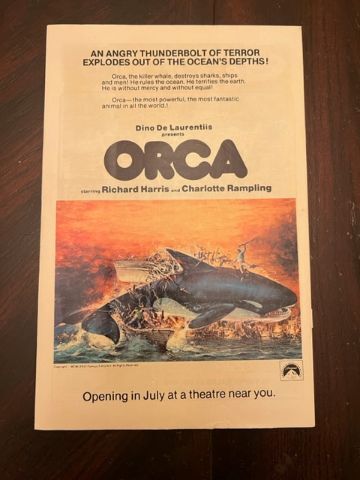 AN ANGRY THUNDERBOLT OF TERROR
EXPLODES OUT OF THE OCEAN'S DEPTHS!
Orca, the killer whale, destroys sharks, ships
and men! He rules the ocean. He terrifies the earth.
He is without mercy and without equal!
Orca—the most powerful, the most fantastic
animal in all the world.!
Dino De Laurentiis
presents
ORCA
starring Richard Harris and Charlotte Rampling
All Rights Reserved.
Opening in July at a theatre near you.